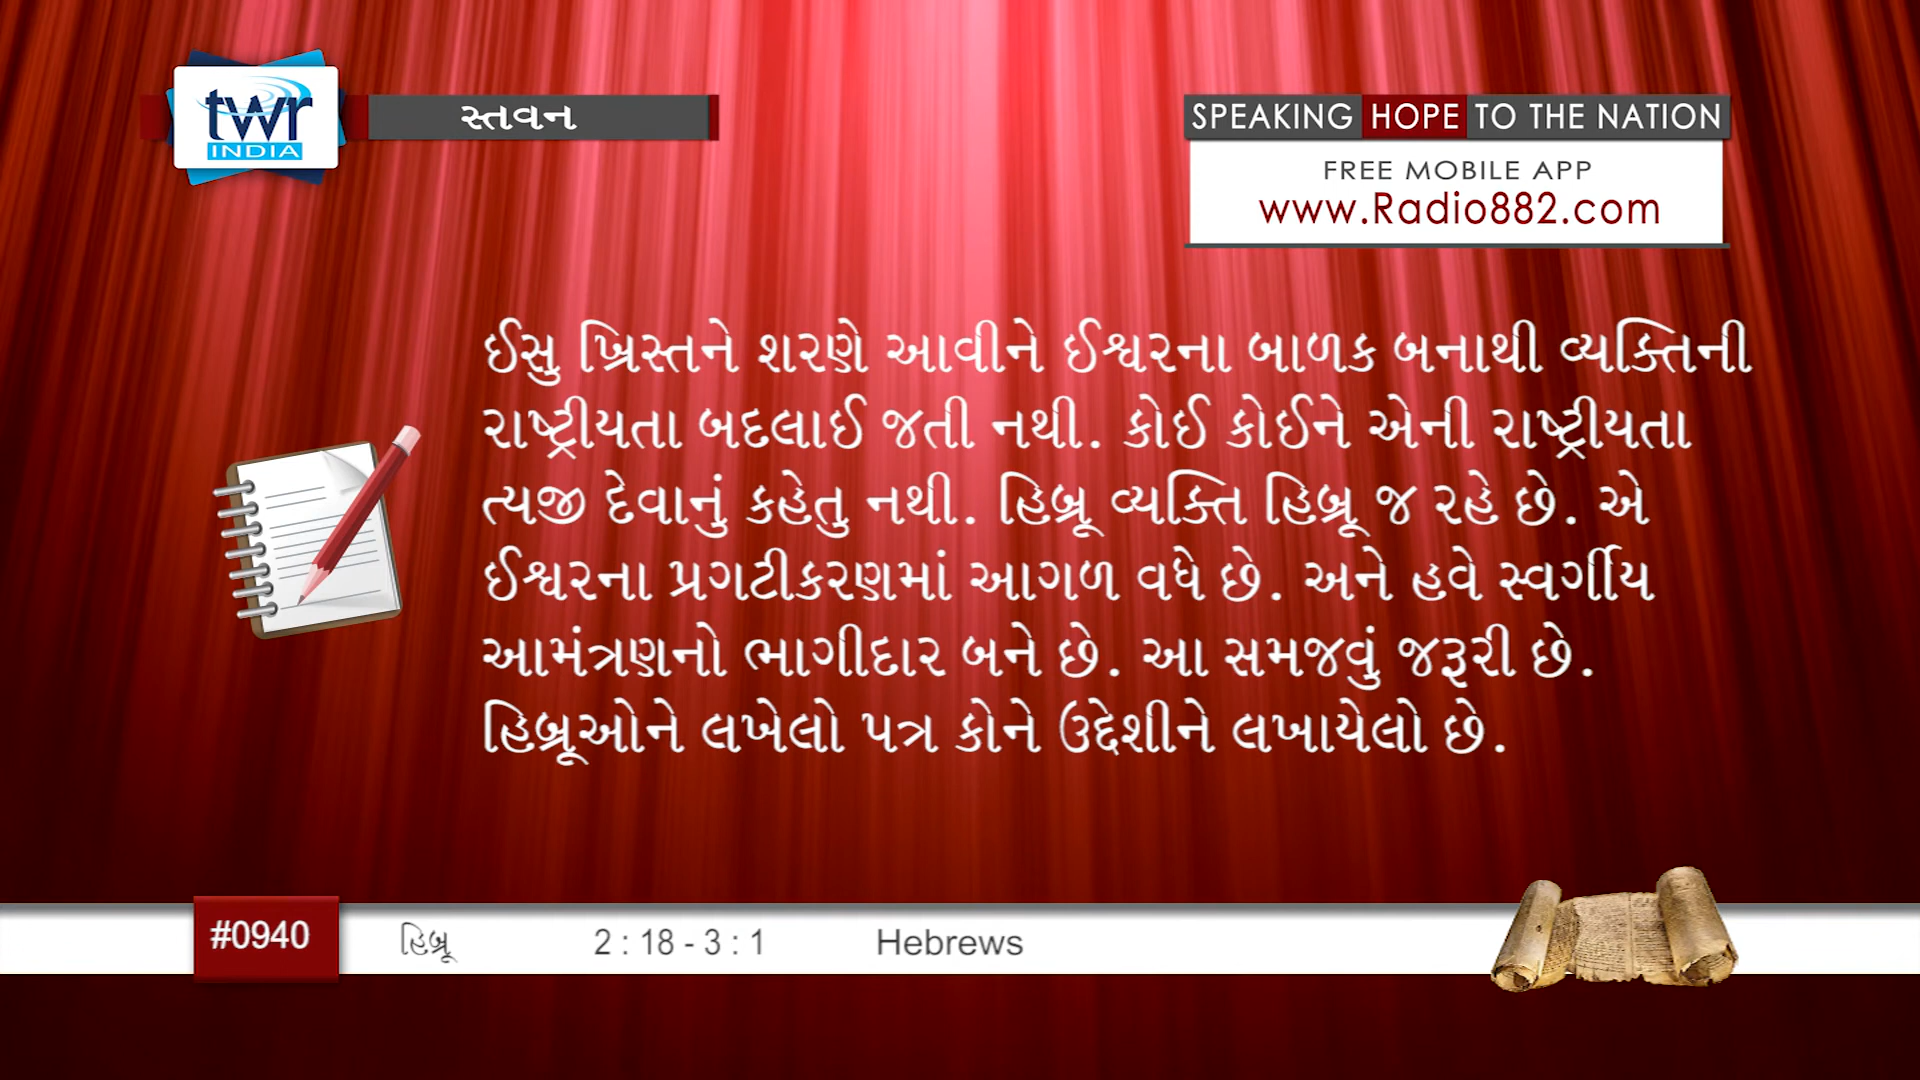 twr
INDIA
સ્તવન
SPEAKING HOPE TO THE NATION
FREE MOBILE APP
www.Radio882.com
ઈસુ ખ્રિસ્તને શરણે આવીને ઈશ્વરના બાળક બનાથી વ્યક્તિની
રાષ્ટ્રીયતા બદલાઈ જતી નથી. કોઈ કોઈને એની રાષ્ટ્રીયતા
ત્યજી દેવાનું કહેતુ નથી. હિબ્રૂ વ્યક્તિ હિબ્રૂ જ રહે છે. એ
ઈશ્વરના પ્રગટીકરણમાં આગળ વધે છે. અને હવે સ્વર્ગીય
આમંત્રણનો ભાગીદાર બને છે. આ સમજવું જરૂરી છે.
હિબ્રૂઓને લખેલો પત્ર કોને ઉદ્દેશીને લખાયેલો છે.
#0940 હિબ્રૂ 2 : 18 - 3 : 1 Hebrews